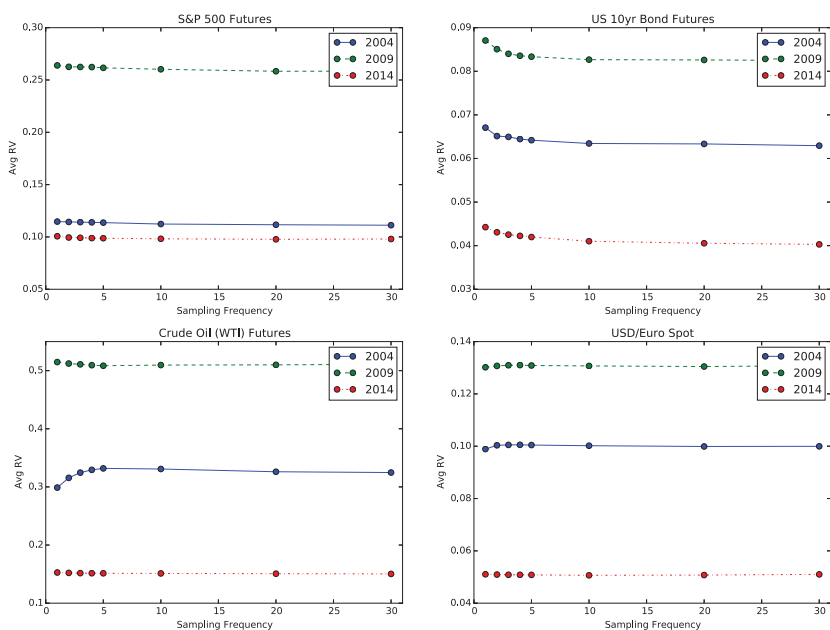 S&P 500 Futures
0.30
0.25
0.20
0.15
0.10
0.05
Avg RV
0 5 10 15 20 25 30
Sampling Frequency
2004
2009
2014
US 10yr Bond Futures
0.09
0.08
0.07
0.06
0.05
0.04
0.03
Avg RV
0 5 10 15 20 25 30
Sampling Frequency
2004
2009
2014
Crude Oil (WTI) Futures
0.5
0.4
0.3
0.2
0.1
Avg RV
0 5 10 15 20 25 30
Sampling Frequency
2004
2009
2014
USD/Euro Spot
0.14
0.12
0.10
0.08
0.06
0.04
Avg RV
0 5 10 15 20 25 30
Sampling Frequency
2004
2009
2014